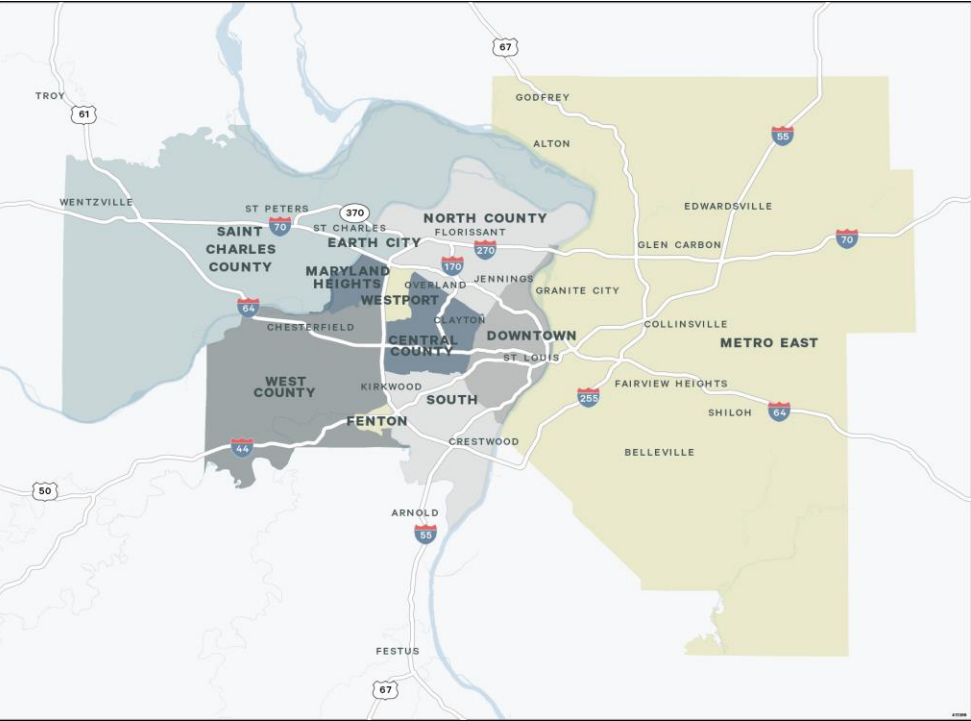 67
TROY
GODFREY
61
55
ALTON
WENTZVILLE
ST PETERS
370
EDWARDSVILLE
NORTH COUNTY
70
ST CHARLES
FLORISSANT
SAINT
CHARLES
COUNTY
EARTH CITY
270
GLEN CARBON
70
170
MARYLAND
HEIGHTS
JENNINGS
OVERLAND
GRANITE CITY
WESTPORT
64
CLAYTON
CHESTERFIELD
COLLINSVILLE
DOWNTOWN
CENTRAL
COUNTY
METRO EAST
ST LOUIS
WEST
COUNTY
KIRKWOOD
FAIRVIEW HEIGHTS
SOUTH
255
SHILOH
64
FENTON
CRESTWOOD
44
BELLEVILLE
50
ARNOLD
55
FESTUS
67